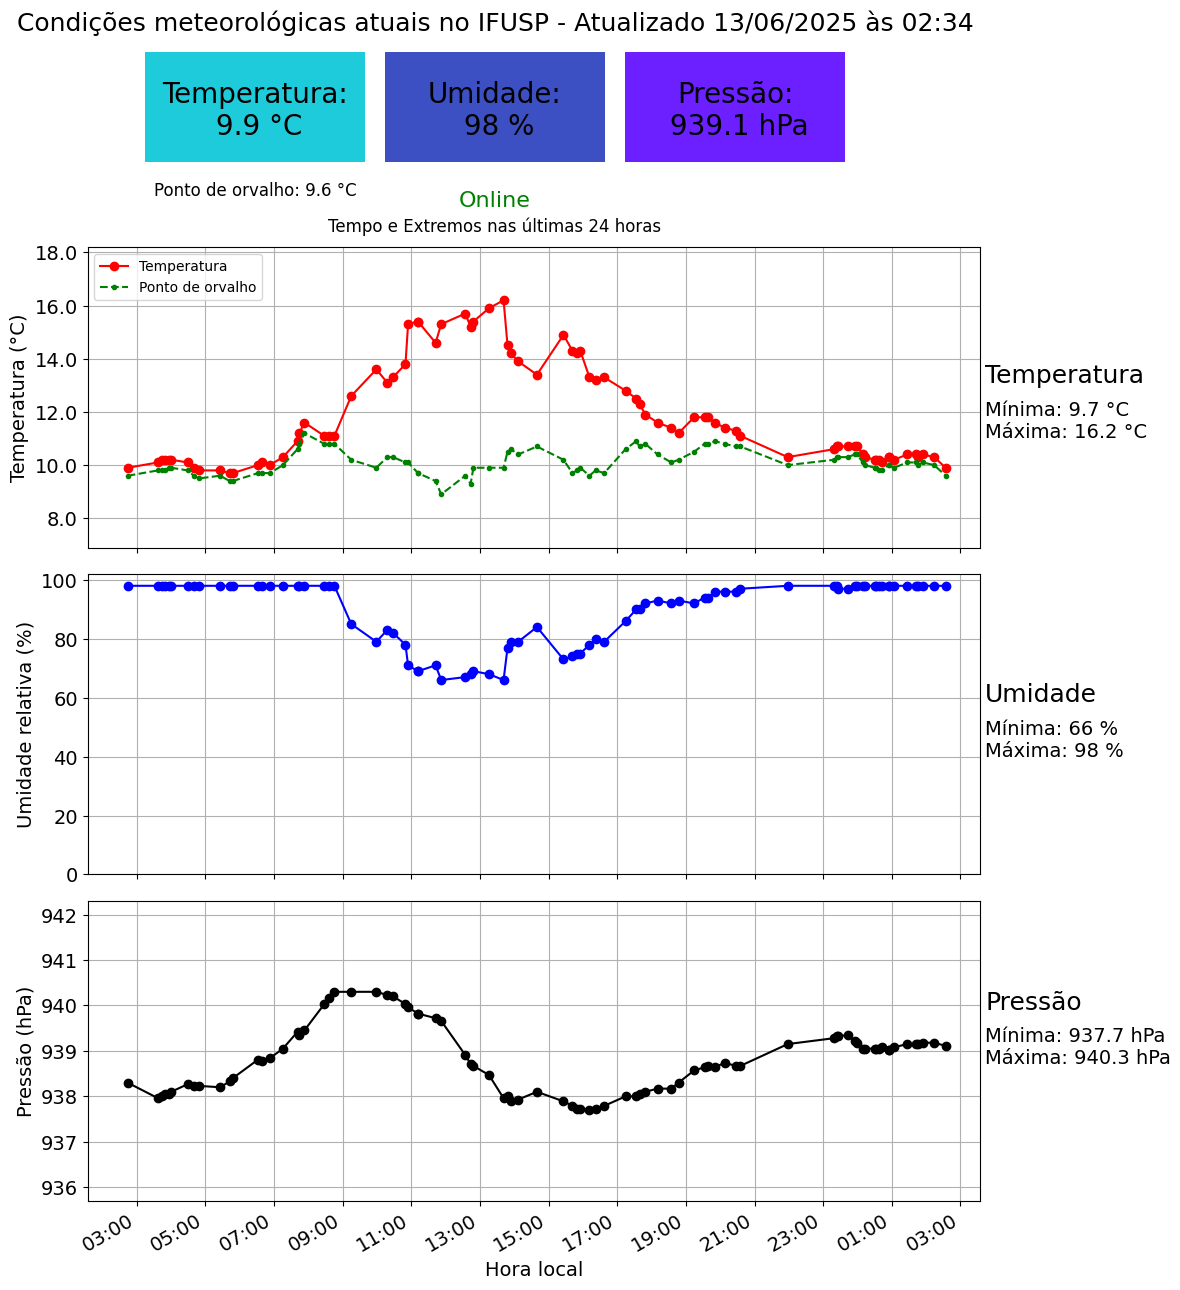 Condições meteorológicas atuais no IFUSP - Atualizado 13/06/2025 às 02:34
Temperatura:
9.9 °C
Umidade:
98 %
Pressão:
939.1 hPa
Ponto de orvalho: 9.6 °C
Online
Tempo e Extremos nas últimas 24 horas
Temperatura (°C)
18.0
16.0
14.0
12.0
10.0
8.0
Temperatura
Ponto de orvalho
Temperatura
Mínima: 9.7 °C
Máxima: 16.2 °C
Umidade relativa (%)
100
80
60
40
20
0
Umidade
Mínima: 66 %
Máxima: 98 %
Pressão (hPa)
942
941
940
939
938
937
936
Pressão
Mínima: 937.7 hPa
Máxima: 940.3 hPa
03:00 05:00 07:00 09:00 11:00 13:00 15:00 17:00 19:00 21:00 23:00 01:00 03:00
Hora local